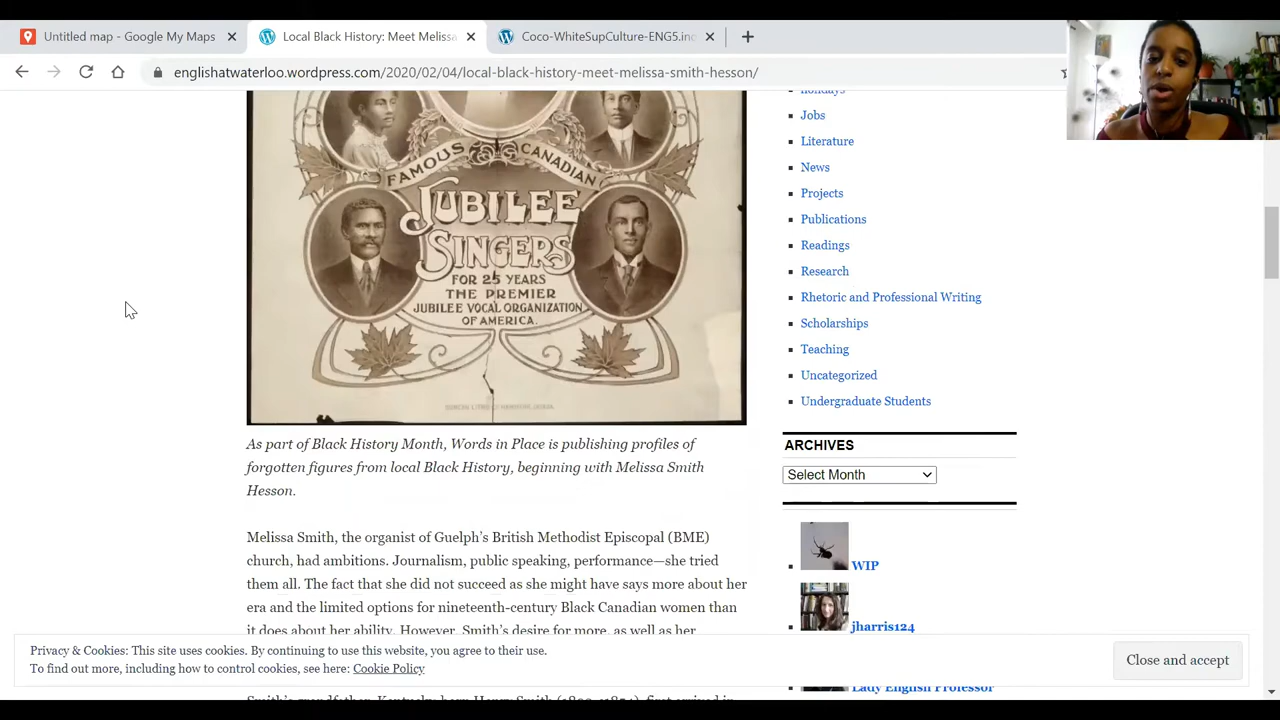 Untitled map - Google My Maps
Local Black History: Meet Melissa
Coco-WhiteSupCulture-ENG5.in
englishatwaterloo.wordpress.com/2020/02/04/local-black-history-meet-melissa-smith-hesson/
FAMOUS CANADIAN
JUBILEE
SINGERS
FOR 25 YEARS
THE PREMIER
JUBILEE VOCAL ORGANIZATION
OF AMERICA.
As part of Black History Month, Words in Place is publishing profiles of
forgotten figures from local Black History, beginning with Melissa Smith
Hesson.
Melissa Smith, the organist of Guelph's British Methodist Episcopal (BME)
church, had ambitions. Journalism, public speaking, performance—she tried
them all. The fact that she did not succeed as she might have says more about her
era and the limited options for nineteenth-century Black Canadian women than
it does about her ability. However, Smith's desire for more, as well as her
holidays
Jobs
Literature
News
Projects
Publications
Readings
Research
Rhetoric and Professional Writing
Scholarships
Teaching
Uncategorized
Undergraduate Students
ARCHIVES
Select Month
WIP
jharris124
Lady English Professor
Privacy & Cookies: This site uses cookies. By continuing to use this website, you agree to their use.
To find out more, including how to control cookies, see here: Cookie Policy
Close and accept